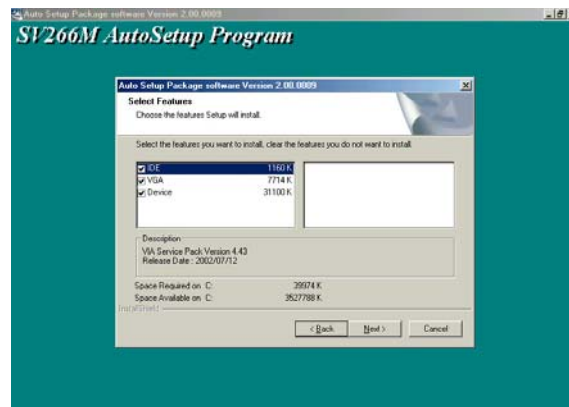 Auto Setup Package software Version 2.00.0009
SV266M AutoSetup Program
Auto Setup Package software Version 2.00.0009
Select Features
Choose the features Setup will install.
Select the features you want to install, clear the features you do not want to install.
IDE 1160 K
VGA 7714 K
Device 31100 K
Description
VIA Service Pack Version 4.43
Release Date : 2002/07/12
Space Required on C: 39974 K
Space Available on C: 3527788 K
InstallShield
< Back Next > Cancel